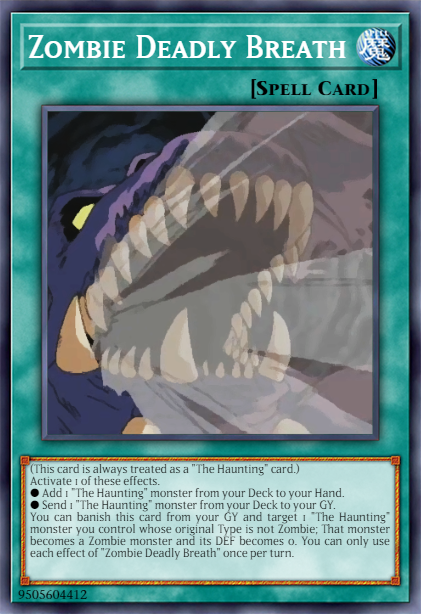 Zombie Deadly Breath
魔
[Spell Card]
(This card is always treated as a "The Haunting" card.)
Activate 1 of these effects.
● Add 1 "The Haunting" monster from your Deck to your Hand.
● Send 1 "The Haunting" monster from your Deck to your GY.
You can banish this card from your GY and target 1 "The Haunting"
monster you control whose original Type is not Zombie; That monster
becomes a Zombie monster and its DEF becomes 0. You can only use
each effect of "Zombie Deadly Breath" once per turn.
9505604412